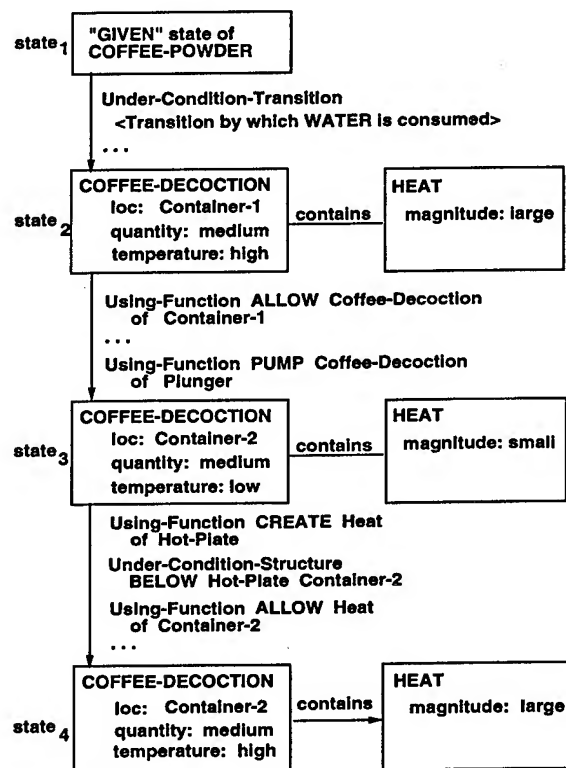 state1
"GIVEN" state of
COFFEE-POWDER
Under-Condition-Transition
<Transition by which WATER is consumed>
...
state2
COFFEE-DECOCTION
loc: Container-1
quantity: medium
temperature: high
contains
HEAT
magnitude: large
Using-Function ALLOW Coffee-Decoction
of Container-1
...
Using-Function PUMP Coffee-Decoction
of Plunger
state3
COFFEE-DECOCTION
loc: Container-2
quantity: medium
temperature: low
contains
HEAT
magnitude: small
Using-Function CREATE Heat
of Hot-Plate
Under-Condition-Structure
BELOW Hot-Plate Container-2
Using-Function ALLOW Heat
of Container-2
...
state4
COFFEE-DECOCTION
loc: Container-2
quantity: medium
temperature: high
contains
HEAT
magnitude: large